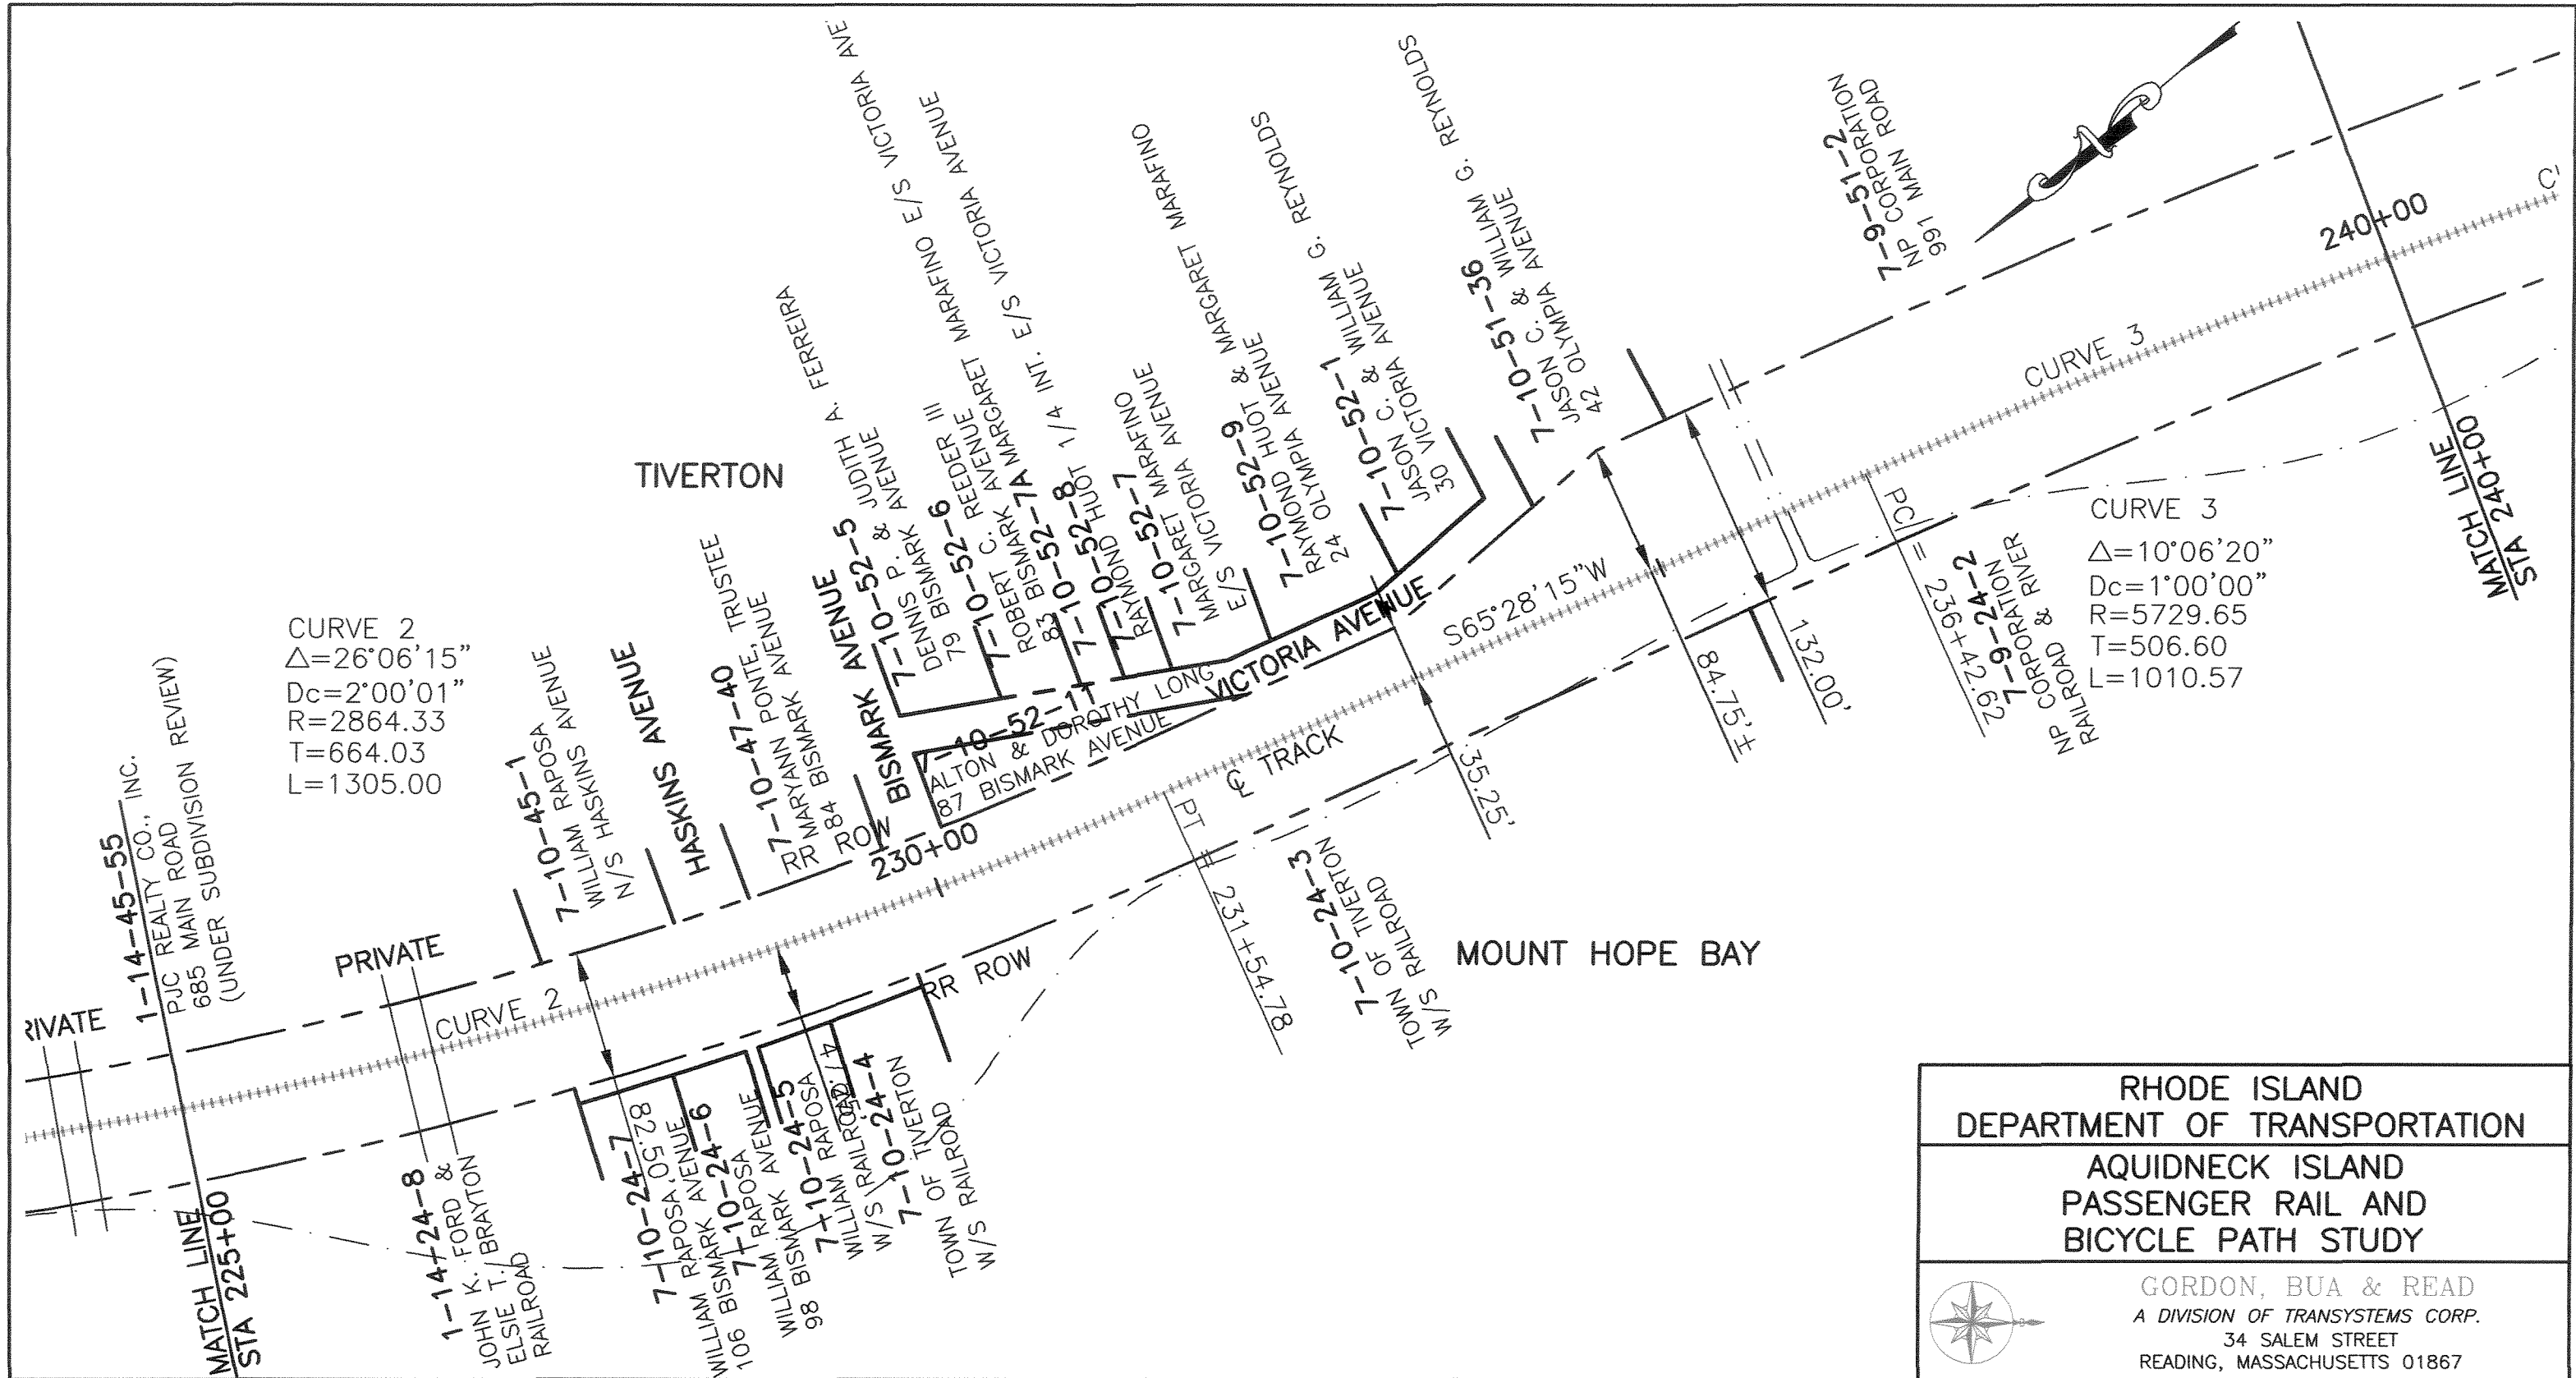 TIVERTON
MOUNT HOPE BAY
CURVE 2
Δ=26°06'15"
Dc=2°00'01"
R=2864.33
T=664.03
L=1305.00
PRIVATE
1-14-45-55
PJC REALTY CO., INC.
685 MAIN ROAD
(UNDER SUBDIVISION REVIEW)
PRIVATE
CURVE 2
7-10-45-1
WILLIAM RAPOSA
N/S HASKINS AVENUE
HASKINS AVENUE
7-10-47-40
MARYANN PONTE, TRUSTEE
84 BISMARK AVENUE
RR ROW
BISMARK AVENUE
230+00
7-10-52-5
DENNIS P. & JUDITH A. FERREIRA
79 BISMARK AVENUE
7-10-52-6
ROBERT C. REEDER III
83 BISMARK AVENUE
7-10-52-7A
MARGARET MARAFINO E/S VICTORIA AVE
7-10-52-8
RAYMOND HUOT 1/4 INT. E/S VICTORIA AVENUE
MARGARET MARAFINO E/S VICTORIA AVENUE
7-10-52-7
MARGARET MARAFINO
E/S VICTORIA AVENUE
7-10-52-9
RAYMOND HUOT & MARGARET MARAFINO
24 OLYMPIA AVENUE
7-10-52-1
JASON C. & WILLIAM G. REYNOLDS
30 VICTORIA AVENUE
7-10-51-36
JASON C. & WILLIAM G. REYNOLDS
42 OLYMPIA AVENUE
7-10-52-11
ALTON & DOROTHY LONG
87 BISMARK AVENUE
VICTORIA AVENUE
S65°28'15"W
℄ TRACK
35.25'
84.75'±
132.00'
7-9-51-2
NP CORPORATION
991 MAIN ROAD
240+00
CURVE 3
MATCH LINE
STA 240+00
CURVE 3
Δ=10°06'20"
Dc=1°00'00"
R=5729.65
T=506.60
L=1010.57
PC = 236+42.62
7-9-24-2
NP CORPORATION
RAILROAD & RIVER
PT = 231+54.78
7-10-24-3
TOWN OF TIVERTON
W/S RAILROAD
RR ROW
MATCH LINE
STA 225+00
1-14-24-8
JOHN K. FORD &
ELSIE T. BRAYTON
RAILROAD
82.50'
7-10-24-7
WILLIAM RAPOSA
106 BISMARK AVENUE
7-10-24-6
WILLIAM RAPOSA
98 BISMARK AVENUE
7-10-24-5
WILLIAM RAPOSA
W/S RAILROAD
7-10-24-4
TOWN OF TIVERTON
W/S RAILROAD
RHODE ISLAND
DEPARTMENT OF TRANSPORTATION
AQUIDNECK ISLAND
PASSENGER RAIL AND
BICYCLE PATH STUDY
GORDON, BUA & READ
A DIVISION OF TRANSYSTEMS CORP.
34 SALEM STREET
READING, MASSACHUSETTS 01867